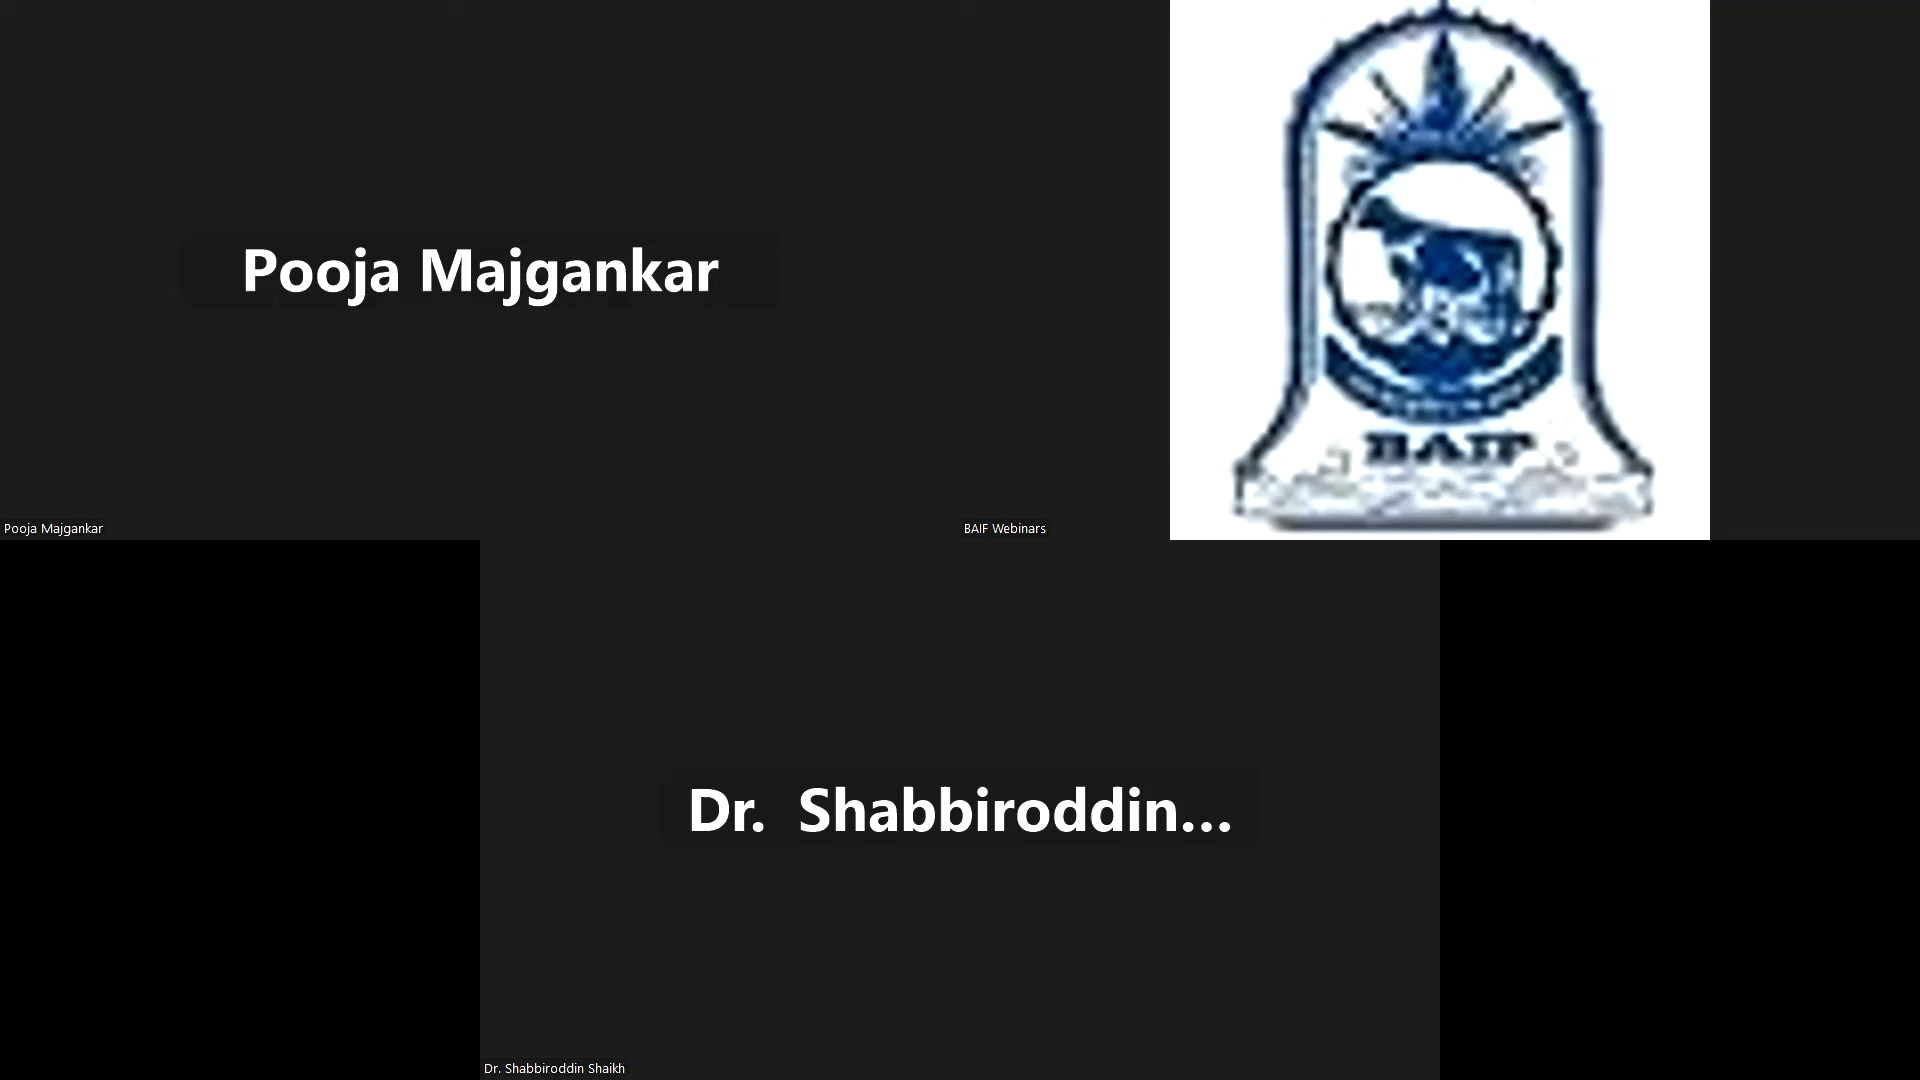 Pooja Majgankar
Pooja Majgankar
BAIF
BAIF Webinars
Dr.  Shabbiroddin...
Dr. Shabbiroddin Shaikh